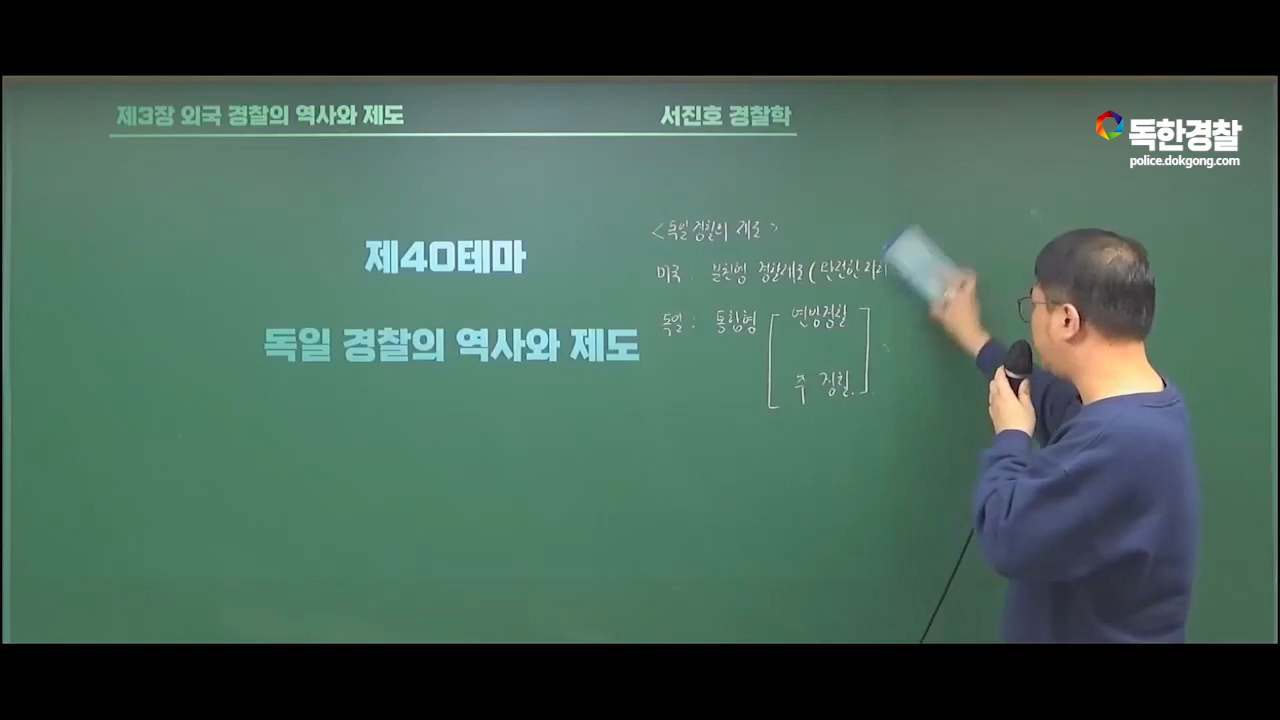 제3장 외국 경찰의 역사와 제도
서진호 경찰학
독한경찰
police.dokgong.com
제40테마
독일 경찰의 역사와 제도
<독일 경찰의 제도>
미국 : 분권형 경찰제도 (
독일 : 통합형
연방경찰
주 경찰